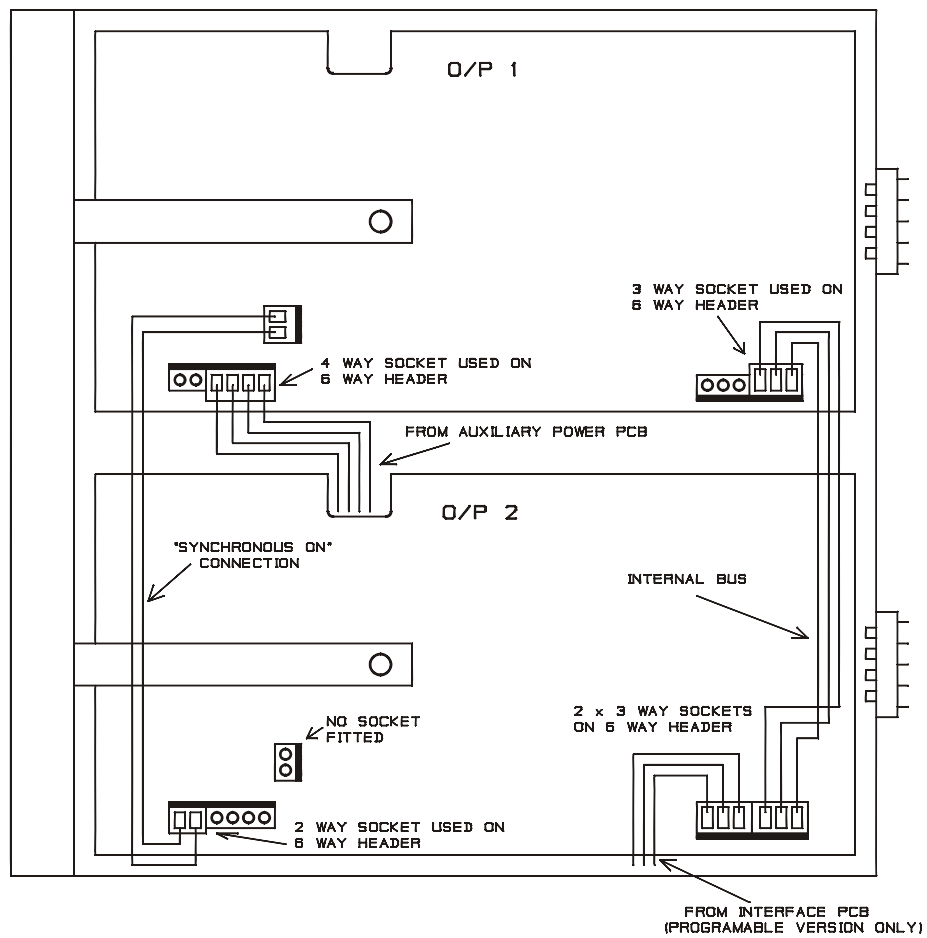 O/P 1
3 WAY SOCKET USED ON
6 WAY HEADER
4 WAY SOCKET USED ON
6 WAY HEADER
FROM AUXILIARY POWER PCB
O/P 2
"SYNCHRONOUS ON"
CONNECTION
INTERNAL BUS
2 x 3 WAY SOCKETS
ON 6 WAY HEADER
NO SOCKET
FITTED
2 WAY SOCKET USED ON
6 WAY HEADER
FROM INTERFACE PCB
(PROGRAMABLE VERSION ONLY)